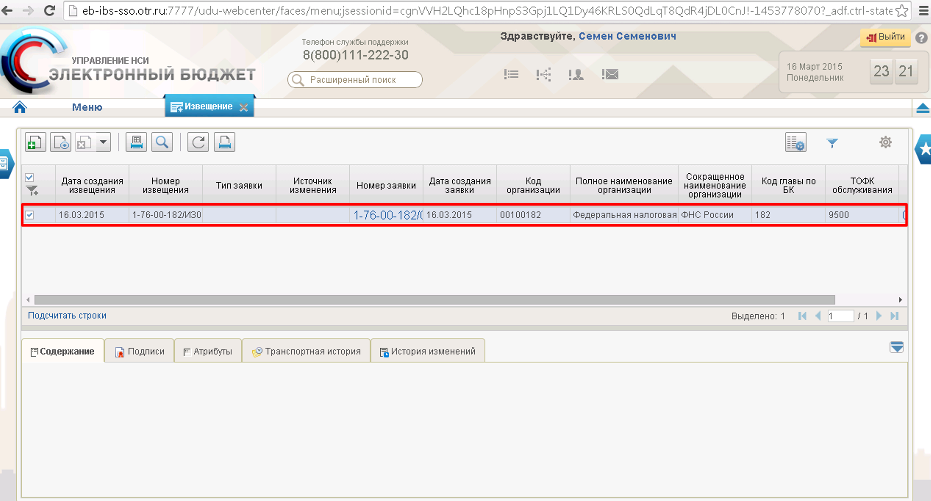 eb-ibs-sso.otr.ru:7777/udu-webcenter/faces/menu;jsessionid=cgnVVH2LQhc18pHnpS3Gpj1LQ1Dy46KRLS0QdLqT8QdR4jDL0CnJ!-1453778070?_adf.ctrl-state
УПРАВЛЕНИЕ НСИ
ЭЛЕКТРОННЫЙ БЮДЖЕТ
Телефон службы поддержки
8(800)111-222-30
Расширенный поиск
Здравствуйте, Семен Семенович
Выйти
16 Март 2015
Понедельник
23 21
Меню
Извещение
Дата создания извещения
Номер извещения
Тип заявки
Источник изменения
Номер заявки
Дата создания заявки
Код организации
Полное наименование организации
Сокращенное наименование организации
Код главы по БК
ТОФК обслуживания
16.03.2015 1-76-00-182/ИЗ0 1-76-00-182/ 16.03.2015 00100182 Федеральная налоговая ФНС России 182 9500
Подсчитать строки
Выделено: 1
1 / 1
Содержание
Подписи
Атрибуты
Транспортная история
История изменений